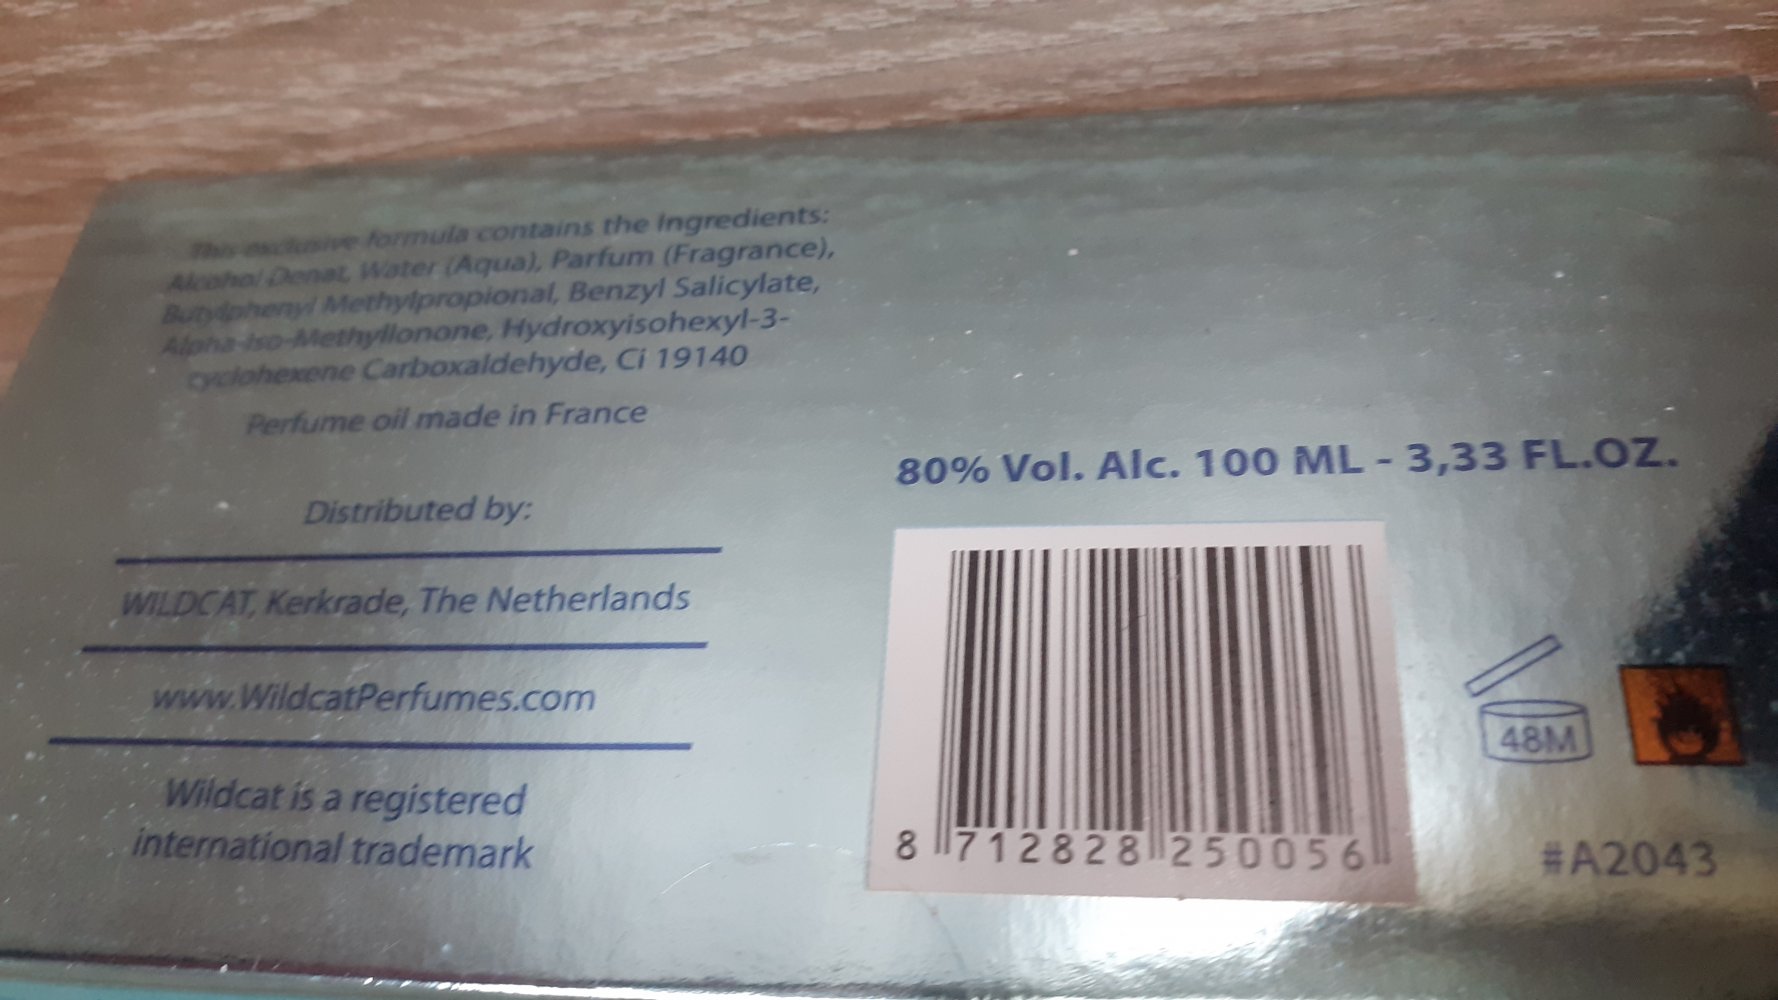 This exclusive formula contains the Ingredients:
Alcohol Denat, Water (Aqua), Parfum (Fragrance),
Butylphenyl Methylpropional, Benzyl Salicylate,
Alpha-Iso-Methyllonone, Hydroxyisohexyl-3-
cyclohexene Carboxaldehyde, Ci 19140
Perfume oil made in France
Distributed by:
WILDCAT, Kerkrade, The Netherlands
www.WildcatPerfumes.com
Wildcat is a registered
international trademark
80% Vol. Alc. 100 ML - 3,33 FL.OZ.
8 712828 250056
48M
#A2043